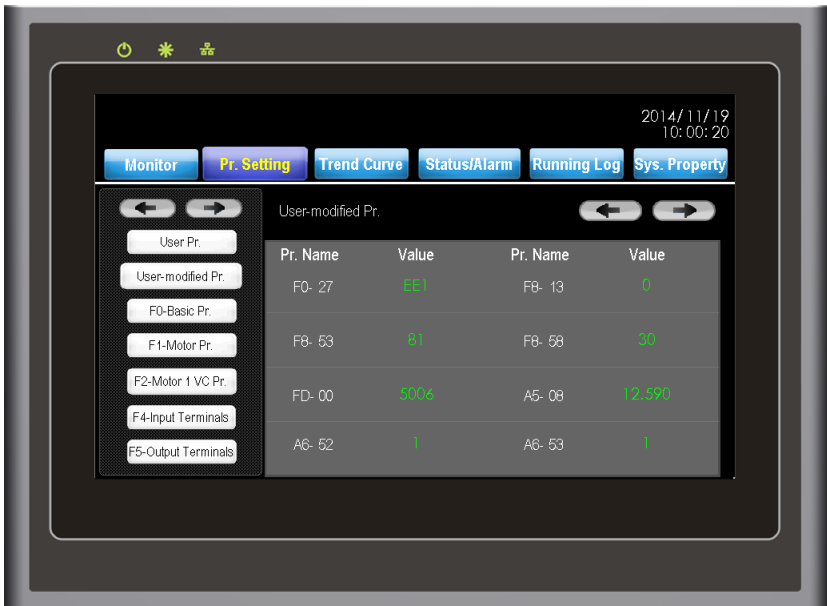 2014/11/19
10:00:20
Monitor Pr. Setting Trend Curve Status/Alarm Running Log Sys. Property
User-modified Pr.
User Pr.
User-modified Pr.
F0-Basic Pr.
F1-Motor Pr.
F2-Motor 1 VC Pr.
F4-Input Terminals
F5-Output Terminals
Pr. Name Value Pr. Name Value
F0- 27 EE1 F8- 13 0
F8- 53 81 F8- 58 30
FD- 00 5006 A5- 08 12.590
A6- 52 1 A6- 53 1